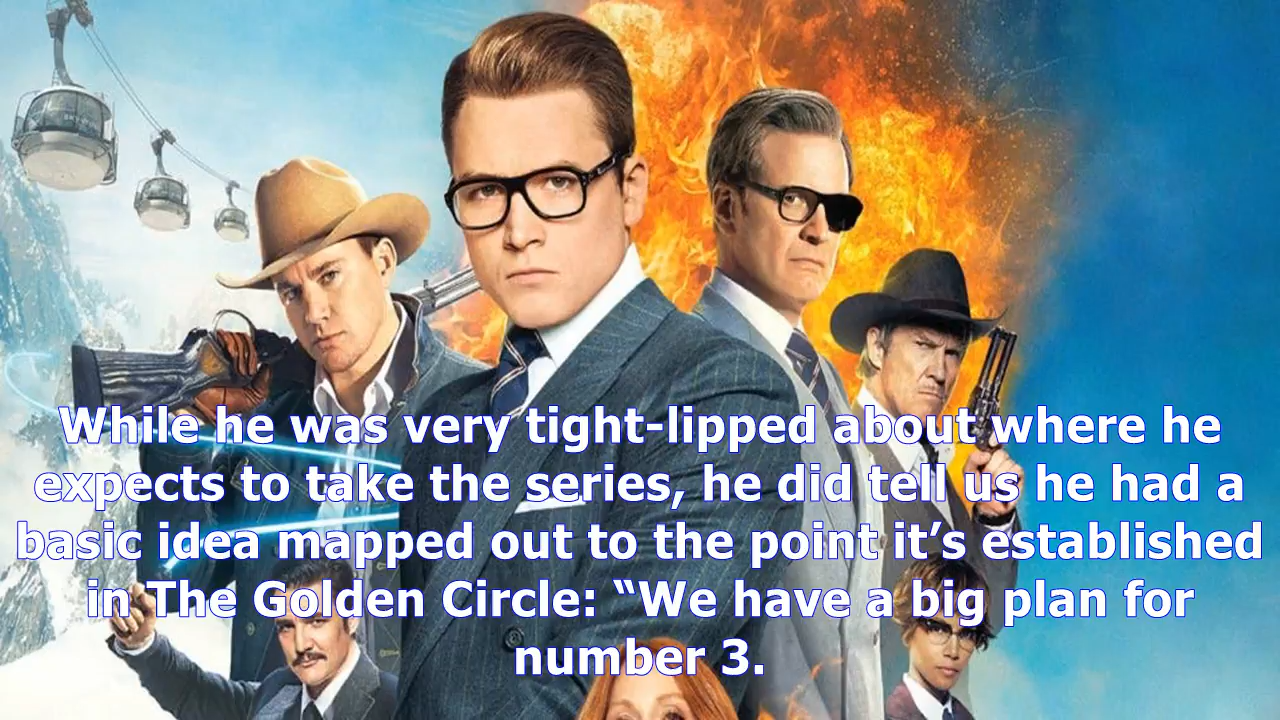 While he was very tight-lipped about where he
expects to take the series, he did tell us he had a
basic idea mapped out to the point it’s established
in The Golden Circle: “We have a big plan for
number 3.